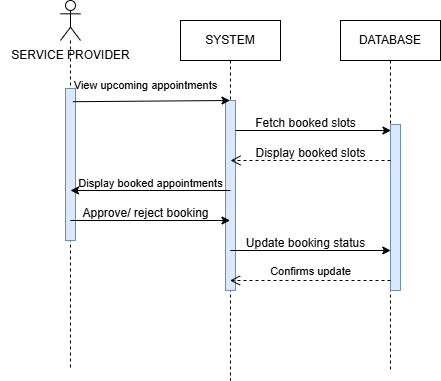 SERVICE PROVIDER
SYSTEM
DATABASE
View upcoming appointments
Fetch booked slots
Display booked slots
Display booked appointments
Approve/ reject booking
Update booking status
Confirms update